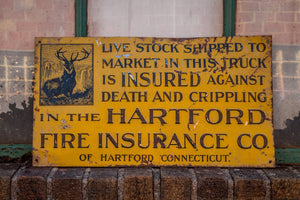 LIVE STOCK SHIPPED TO
MARKET IN THIS TRUCK
IS INSURED AGAINST
DEATH AND CRIPPLING
IN THE HARTFORD
FIRE INSURANCE CO.
OF HARTFORD CONNECTICUT.